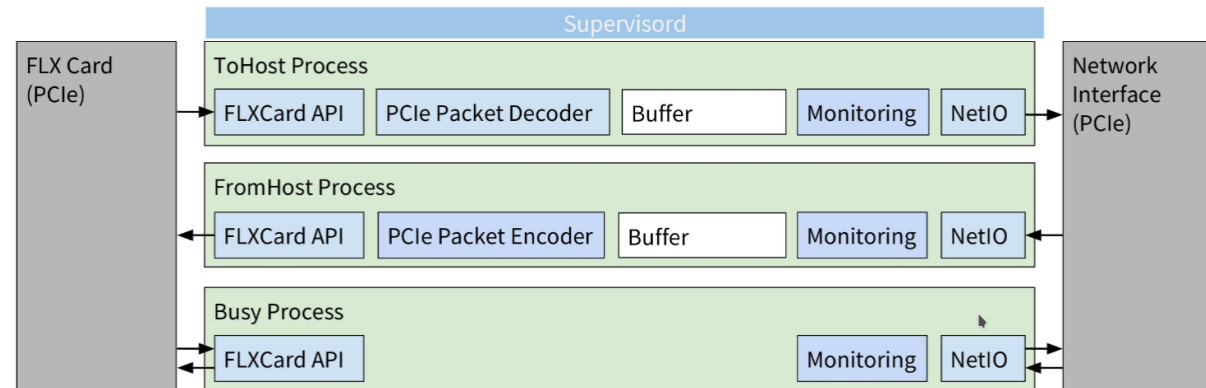 Supervisord
FLX Card
(PCIe)
ToHost Process
FLXCard API
PCIe Packet Decoder
Buffer
Monitoring
NetIO
Network
Interface
(PCIe)
FromHost Process
FLXCard API
PCIe Packet Encoder
Buffer
Monitoring
NetIO
Busy Process
FLXCard API
Monitoring
NetIO